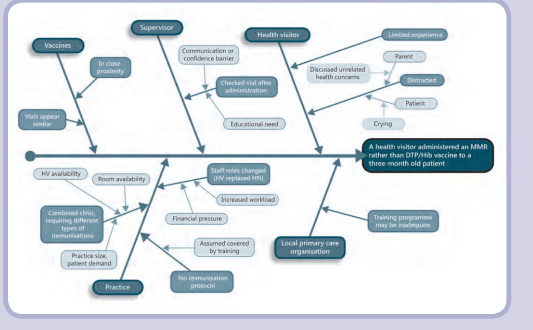 Supervisor
Health visitor
Vaccines
Communication or
confidence barrier
Limited experience
Parent
In close
proximity
Discussed unrelated
health concerns
Checked vial after
administration
Distracted
Vials appear
similar
Patient
Educational need
Crying
A health visitor administered an MMR
rather than DTP/Hib vaccine to a
three-month old patient
HV availability
Room availability
Staff roles changed
(HV replaced HN)
Increased workload
Combined clinic,
requiring different
types of
immunisations
Financial pressure
Training programme
may be inadequate
Practice size,
patient demand
Assumed covered
by training
Local primary care
organisation
No immunisation
protocol
Practice